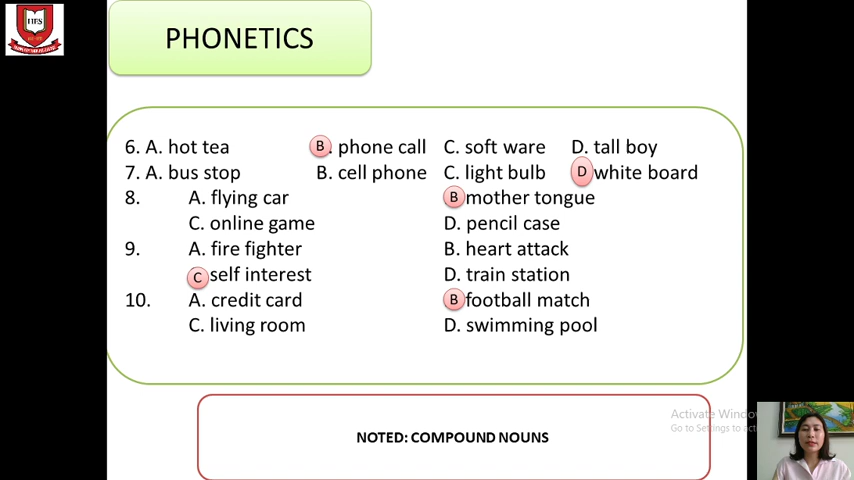 IIES
PHONETICS
6. A. hot tea B. phone call C. soft ware D. tall boy
7. A. bus stop B. cell phone C. light bulb D white board
8. A. flying car B mother tongue
C. online game D. pencil case
9. A. fire fighter B. heart attack
C self interest D. train station
10. A. credit card B football match
C. living room D. swimming pool
NOTED: COMPOUND NOUNS
Activate Windo
Go to Settings to act